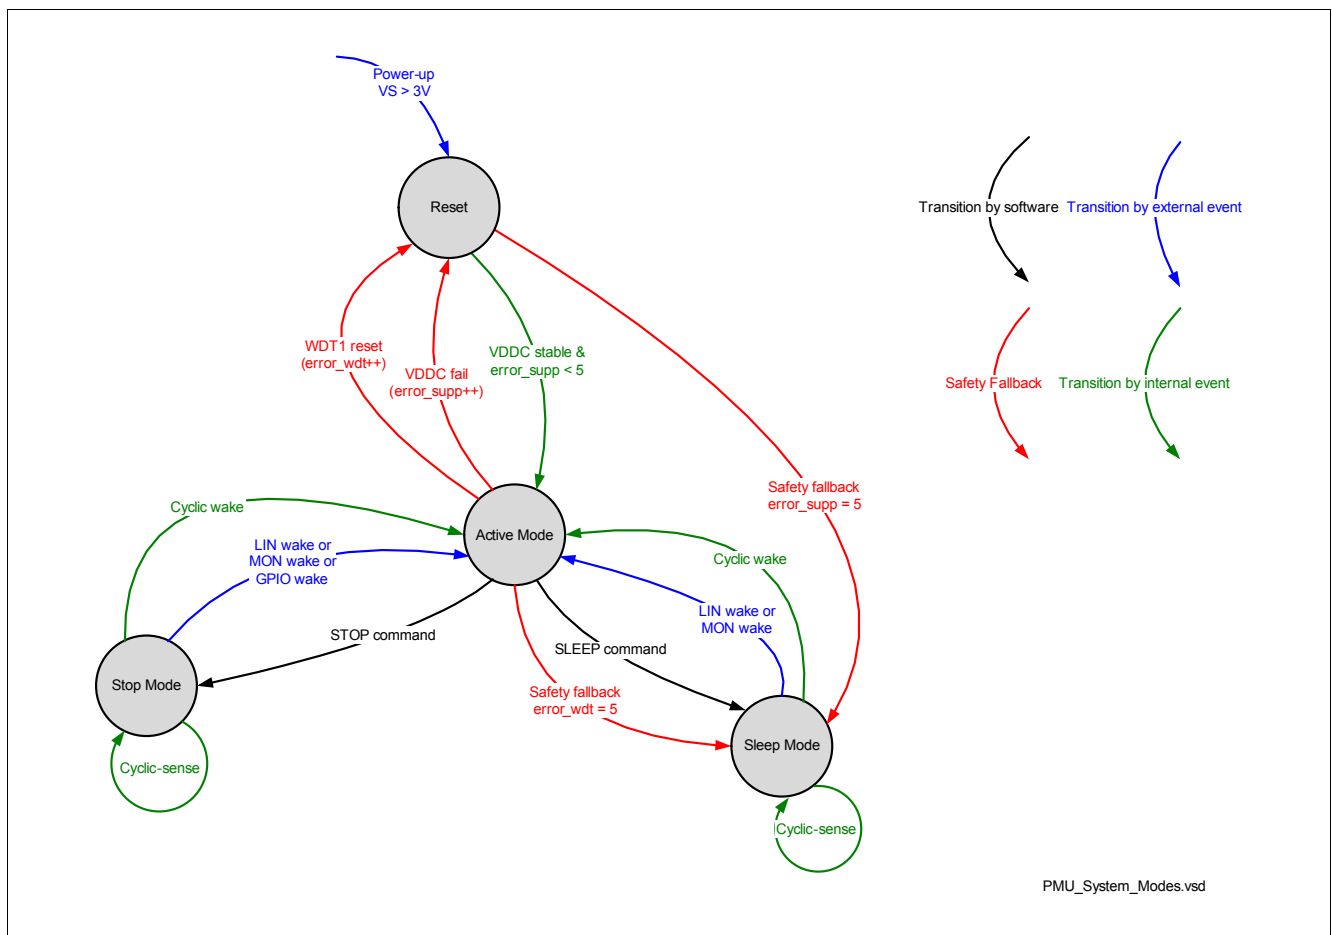 Power-up
VS > 3V
Reset
Transition by software
Transition by external event
WDT1 reset
(error_wdt++)
VDDC fail
(error_supp++)
VDDC stable &
error_supp < 5
Safety Fallback
Transition by internal event
Safety fallback
error_supp = 5
Cyclic wake
Active Mode
LIN wake or
MON wake or
GPIO wake
Cyclic wake
LIN wake or
MON wake
STOP command
SLEEP command
Stop Mode
Safety fallback
error_wdt = 5
Sleep Mode
Cyclic-sense
Cyclic-sense
PMU_System_Modes.vsd